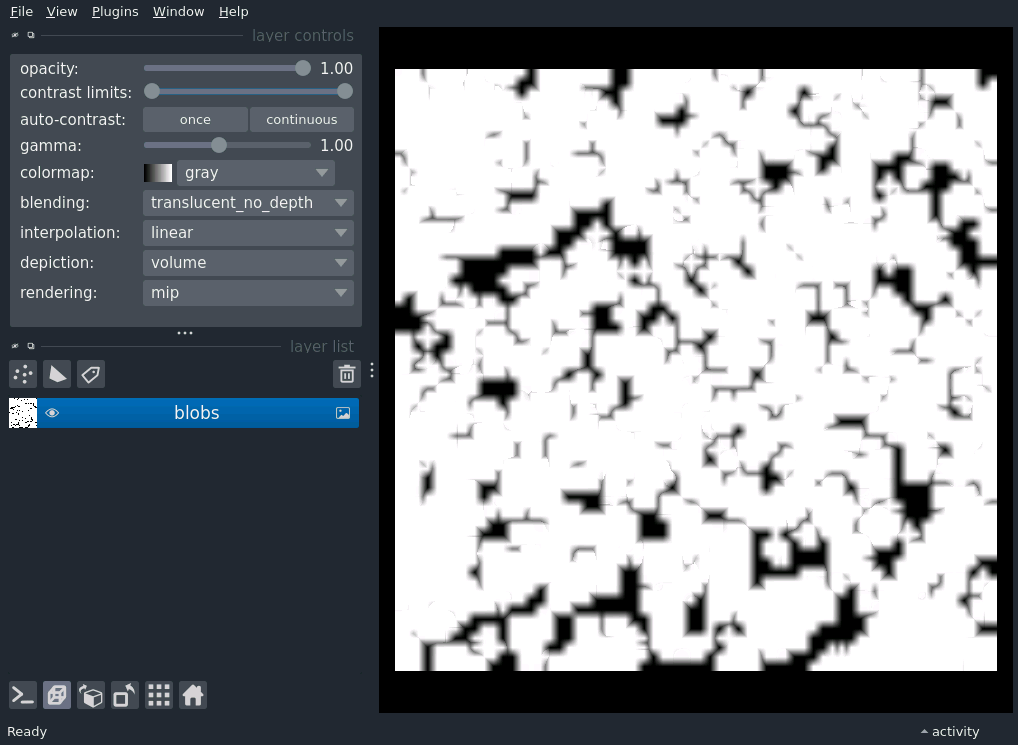 File View Plugins Window Help
layer controls
opacity: 1.00
contrast limits:
auto-contrast: once continuous
gamma: 1.00
colormap: gray
blending: translucent_no_depth
interpolation: linear
depiction: volume
rendering: mip
layer list
blobs
Ready activity